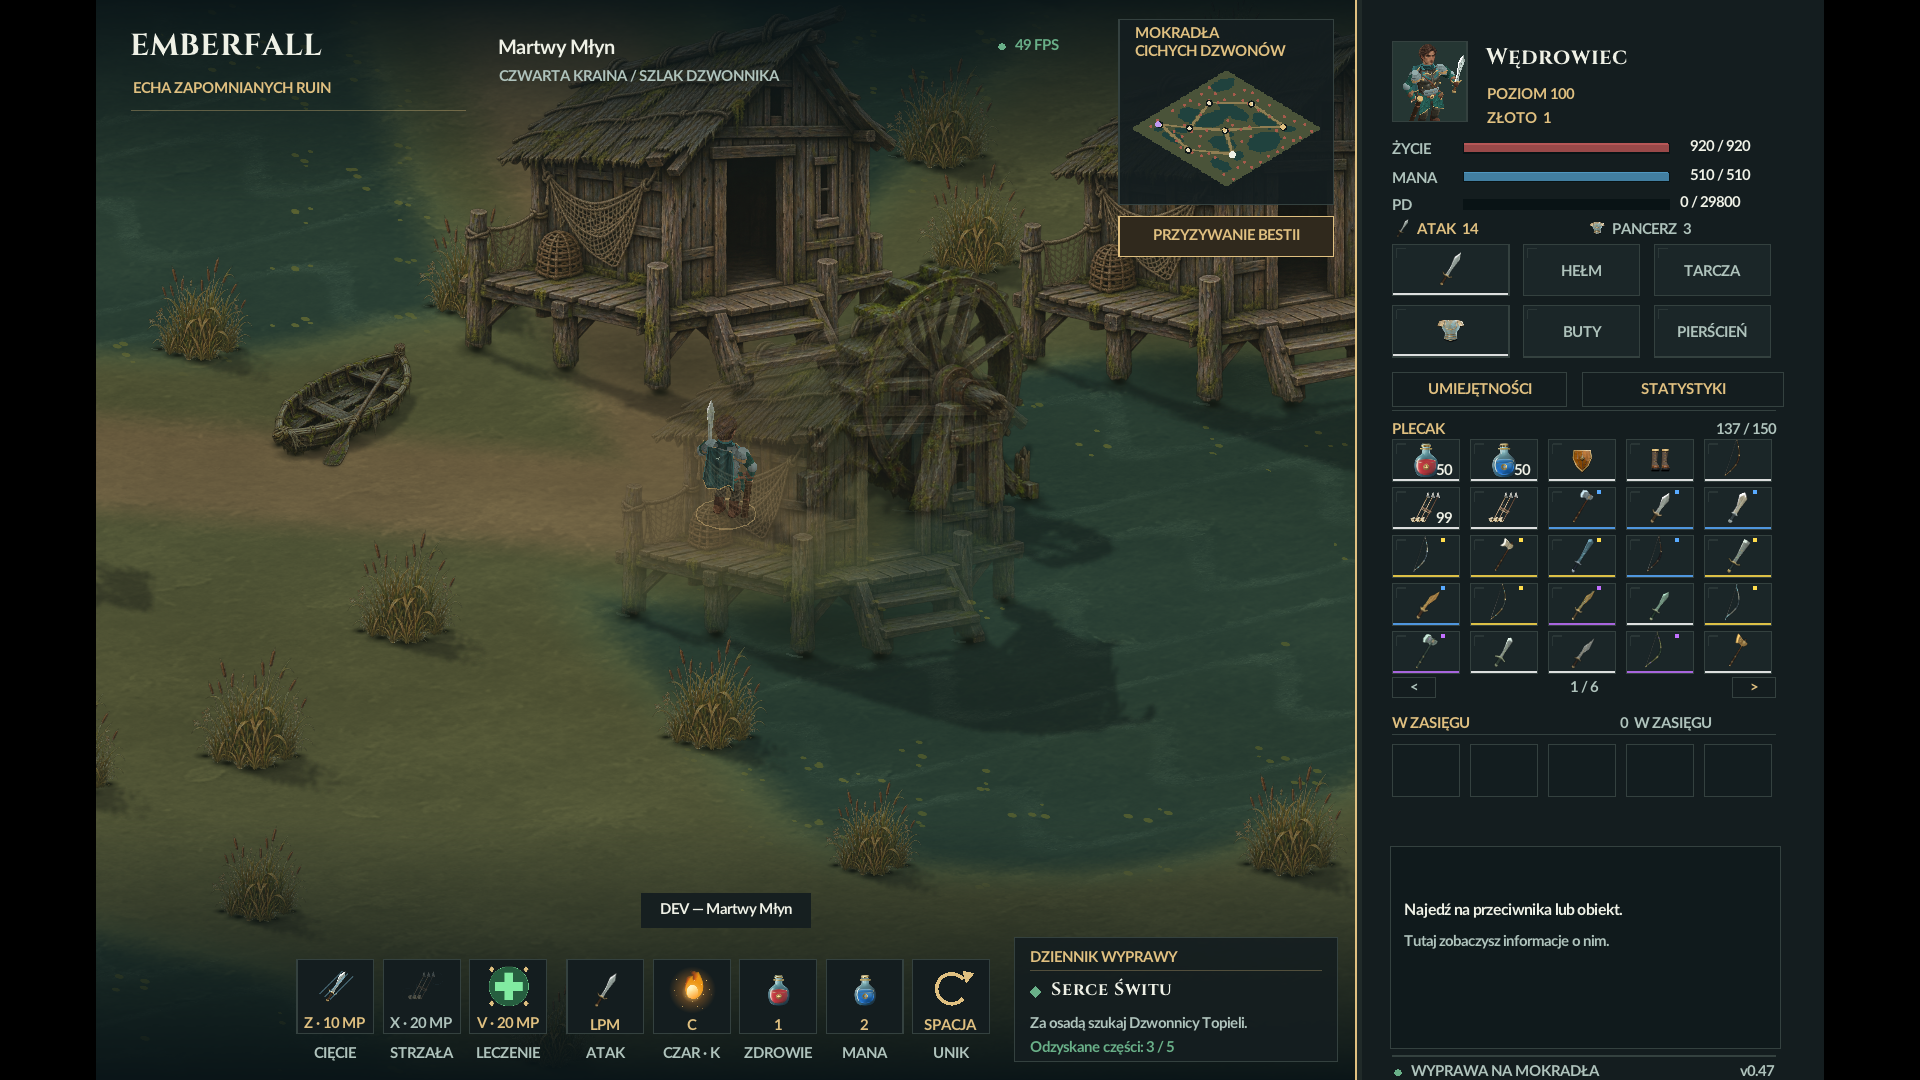 EMBERFALL
ECHA ZAPOMNIANYCH RUIN
Martwy Młyn
CZWARTA KRAINA / SZLAK DZWONNIKA
49 FPS
MOKRADŁA
CICHYCH DZWONÓW
PRZYZYWANIE BESTII
Wędrowiec
POZIOM 100
ZŁOTO 1
ŻYCIE 920 / 920
MANA 510 / 510
PD 0 / 29800
ATAK 14 PANCERZ 3
HEŁM TARCZA
BUTY PIERŚCIEŃ
UMIEJĘTNOŚCI STATYSTYKI
PLECAK 137 / 150
50 50
99
< 1 / 6 >
W ZASIĘGU 0 W ZASIĘGU
Najedź na przeciwnika lub obiekt.
Tutaj zobaczysz informacje o nim.
WYPRAWA NA MOKRADŁA v0.47
DEV — Martwy Młyn
Z · 10 MP X · 20 MP V · 20 MP LPM C 1 2 SPACJA
CIĘCIE STRZAŁA LECZENIE ATAK CZAR · K ZDROWIE MANA UNIK
DZIENNIK WYPRAWY
Serce Świtu
Za osadą szukaj Dzwonnicy Topieli.
Odzyskane części: 3 / 5